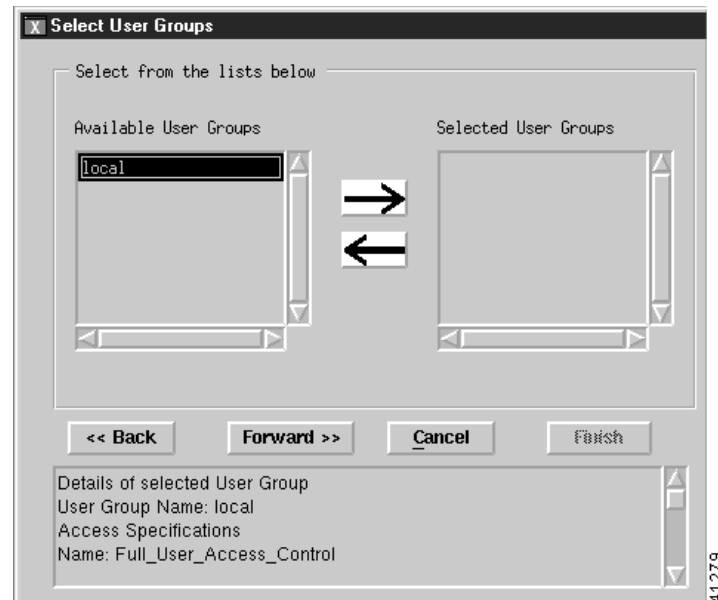 X Select User Groups
Select from the lists below
Available User Groups
Selected User Groups
local
<< Back
Forward >>
Cancel
Finish
Details of selected User Group
User Group Name: local
Access Specifications
Name: Full_User_Access_Control
41279